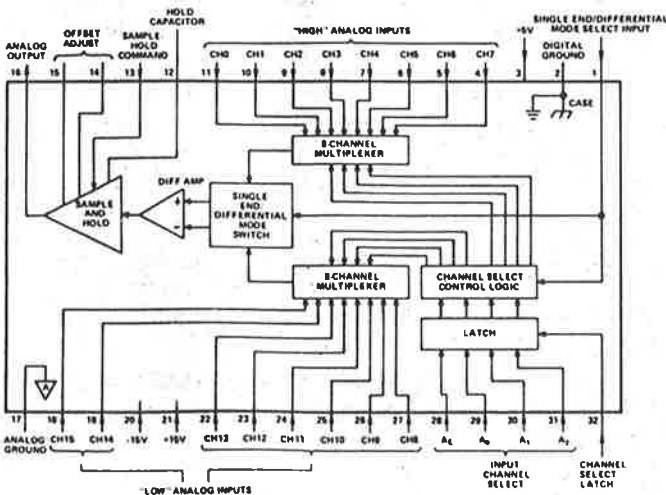 ANALOG OUTPUT
OFFSET ADJUST
SAMPLE-HOLD COMMAND
HOLD CAPACITOR
"HIGH" ANALOG INPUTS
CH0 CH1 CH2 CH3 CH4 CH5 CH6 CH7
+5V
DIGITAL GROUND
SINGLE END/DIFFERENTIAL MODE SELECT INPUT
16 15 14 13 12 11 10 9 8 7 6 5 4 3 2 1
CASE
8-CHANNEL MULTIPLEXER
DIFF AMP
SAMPLE AND HOLD
+
-
SINGLE END/DIFFERENTIAL MODE SWITCH
8-CHANNEL MULTIPLEXER
CHANNEL SELECT CONTROL LOGIC
LATCH
A
17 18 19 20 21 22 23 24 25 26 27 28 29 30 31 32
ANALOG GROUND
CH15 CH14 -15V +15V CH13 CH12 CH11 CH10 CH9 CH8
AE A0 A1 A2
INPUT CHANNEL SELECT
CHANNEL SELECT LATCH
"LOW" ANALOG INPUTS